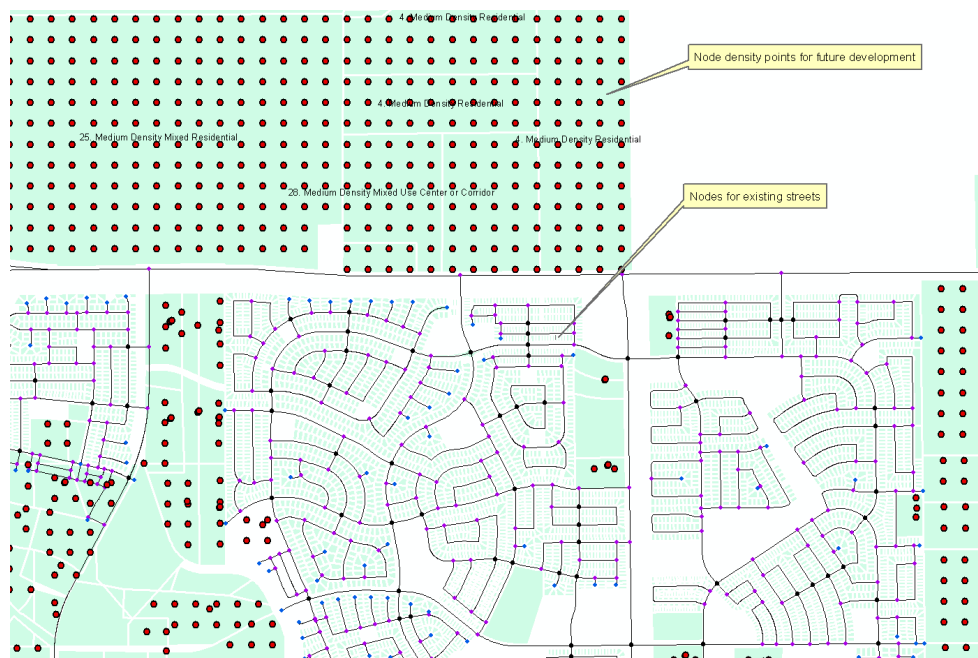 4. Medium Density Residential
Node density points for future development
4. Medium Density Residential
25. Medium Density Mixed Residential
4. Medium Density Residential
28. Medium Density Mixed Use Center or Corridor
Nodes for existing streets